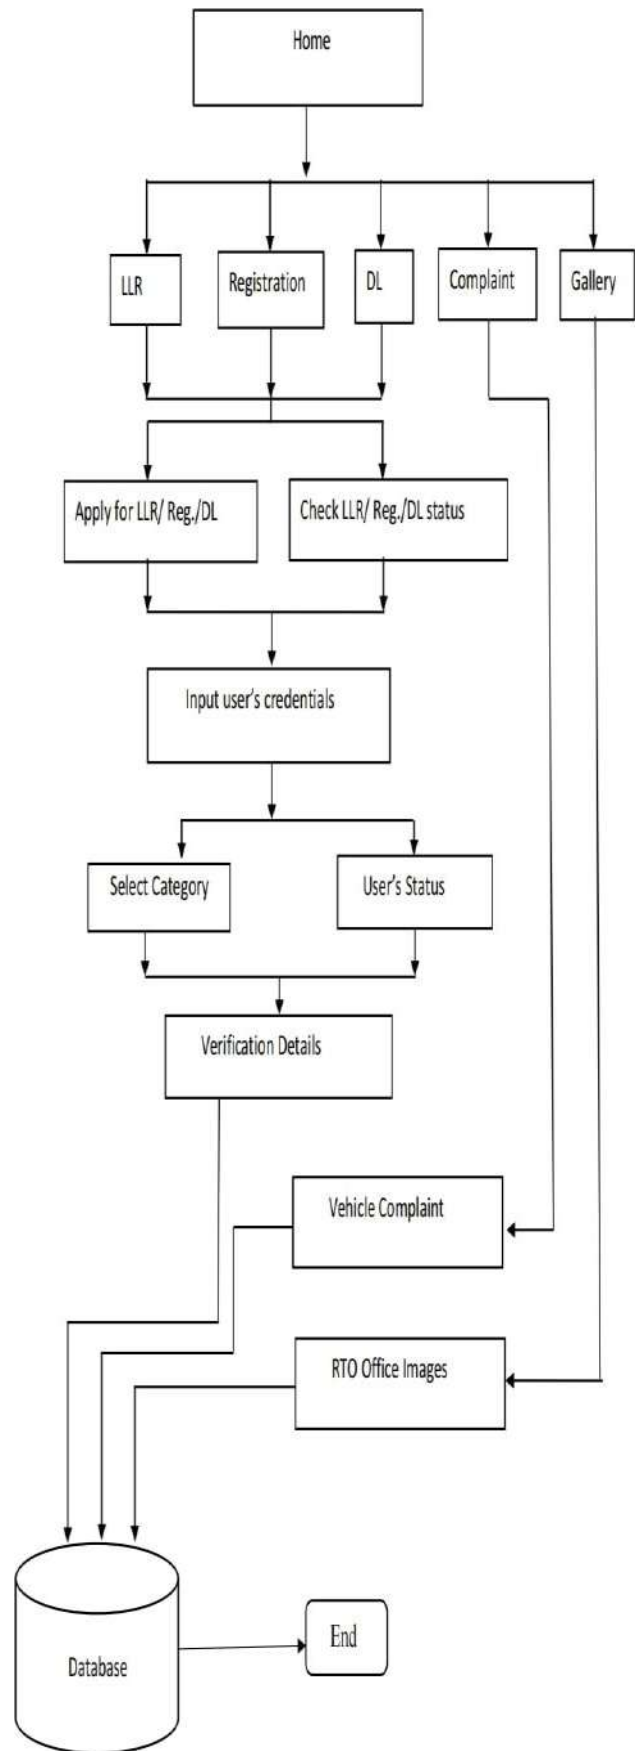 Home
LLR
Registration
DL
Complaint
Gallery
Apply for LLR/ Reg./DL
Check LLR/ Reg./DL status
Input user's credentials
Select Category
User's Status
Verification Details
Vehicle Complaint
RTO Office Images
End
Database